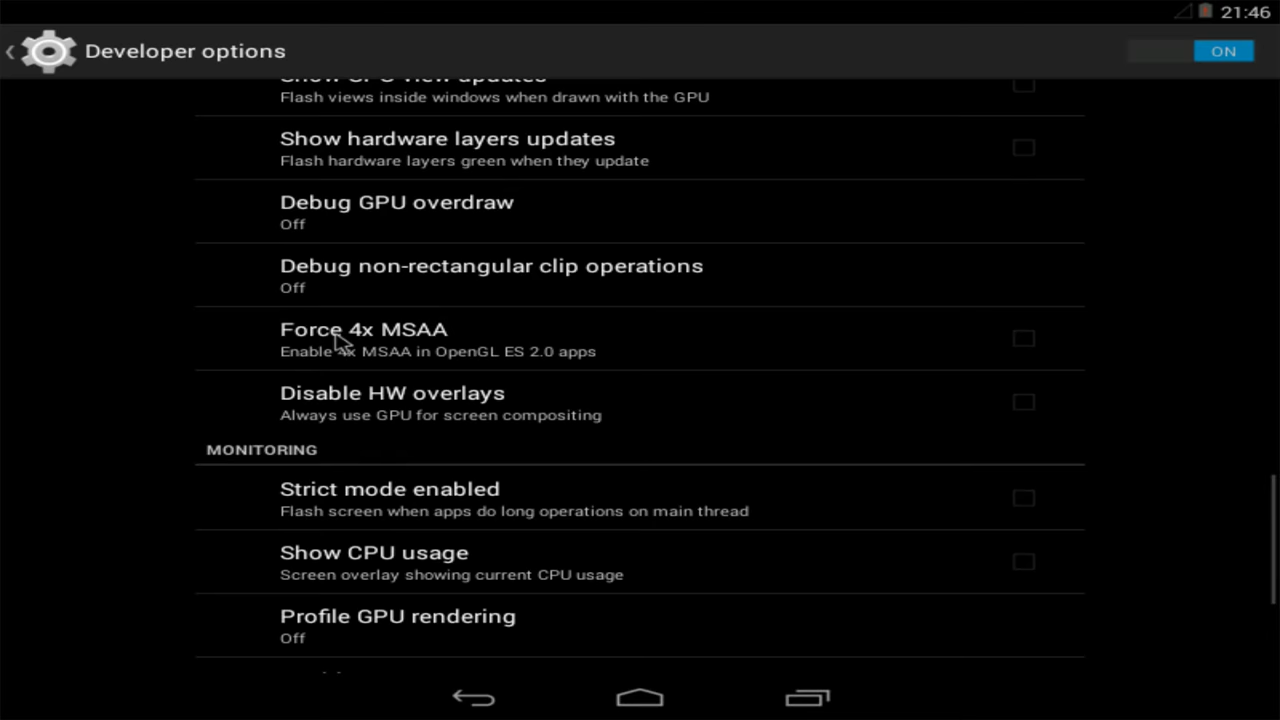 21:46
Developer options
ON
Show GPU view updates
Flash views inside windows when drawn with the GPU
Show hardware layers updates
Flash hardware layers green when they update
Debug GPU overdraw
Off
Debug non-rectangular clip operations
Off
Force 4x MSAA
Enable 4x MSAA in OpenGL ES 2.0 apps
Disable HW overlays
Always use GPU for screen compositing
MONITORING
Strict mode enabled
Flash screen when apps do long operations on main thread
Show CPU usage
Screen overlay showing current CPU usage
Profile GPU rendering
Off